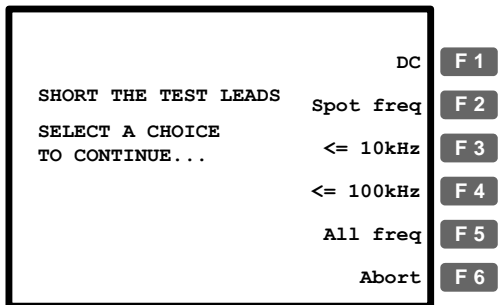 DC F 1
SHORT THE TEST LEADS
Spot freq F 2
SELECT A CHOICE
TO CONTINUE...
<= 10kHz F 3
<= 100kHz F 4
All freq F 5
Abort F 6